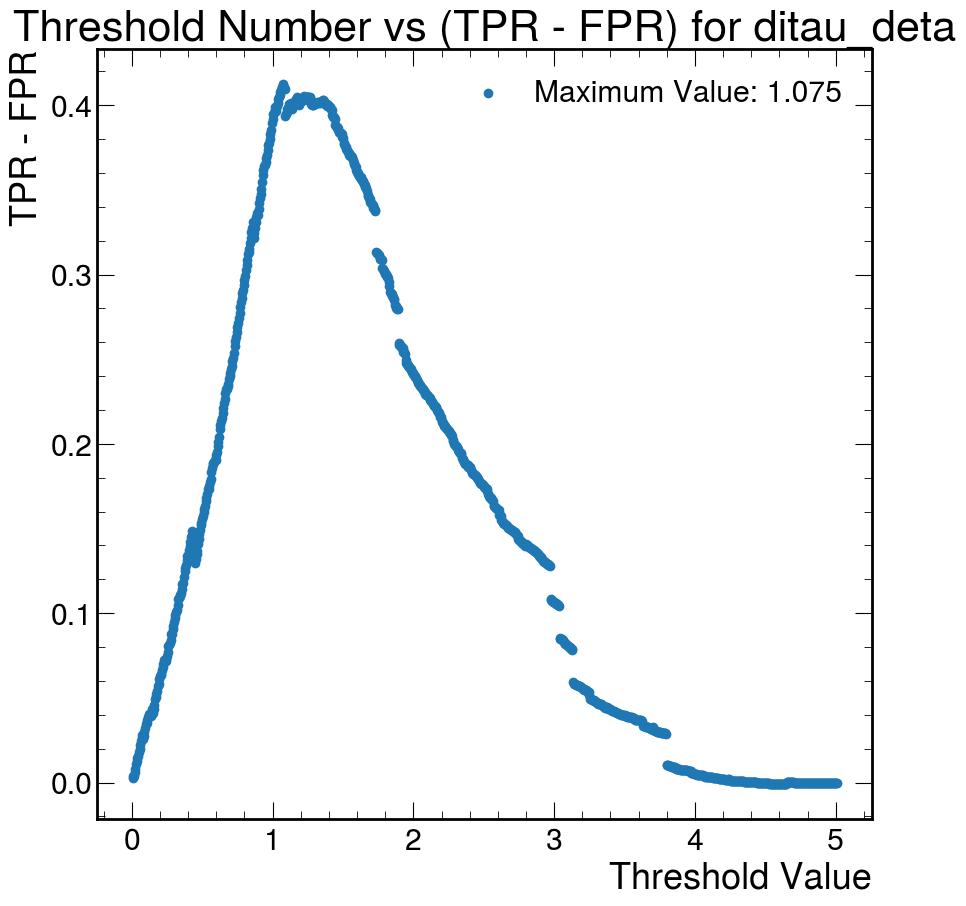 Threshold Number vs (TPR - FPR) for ditau_deta
TPR - FPR
Maximum Value: 1.075
0.4
0.3
0.2
0.1
0.0
0 1 2 3 4 5
Threshold Value